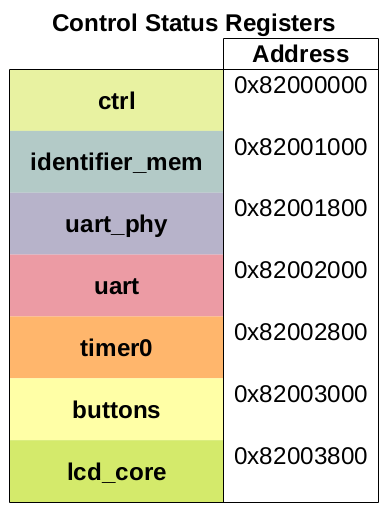 Control Status Registers
Address
ctrl 0x82000000
identifier_mem 0x82001000
uart_phy 0x82001800
uart 0x82002000
timer0 0x82002800
buttons 0x82003000
lcd_core 0x82003800